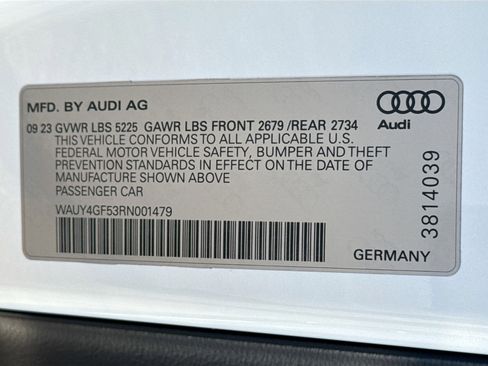 MFD. BY AUDI AG
09 23 GVWR LBS 5225 GAWR LBS FRONT 2679 /REAR 2734
THIS VEHICLE CONFORMS TO ALL APPLICABLE U.S.
FEDERAL MOTOR VEHICLE SAFETY, BUMPER AND THEFT
PREVENTION STANDARDS IN EFFECT ON THE DATE OF
MANUFACTURE SHOWN ABOVE
PASSENGER CAR
WAUY4GF53RN001479
Audi
3814039
GERMANY